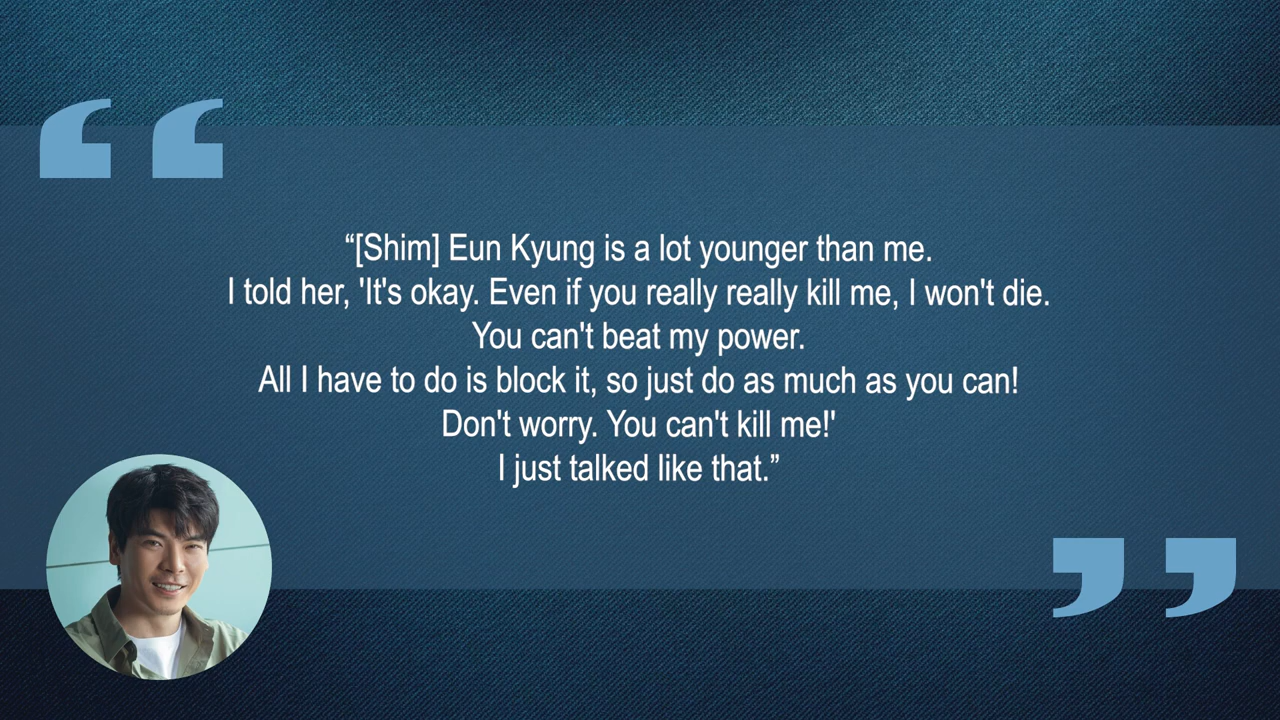 “[Shim] Eun Kyung is a lot younger than me.
I told her, 'It's okay. Even if you really really kill me, I won't die.
You can't beat my power.
All I have to do is block it, so just do as much as you can!
Don't worry. You can't kill me!'
I just talked like that.”